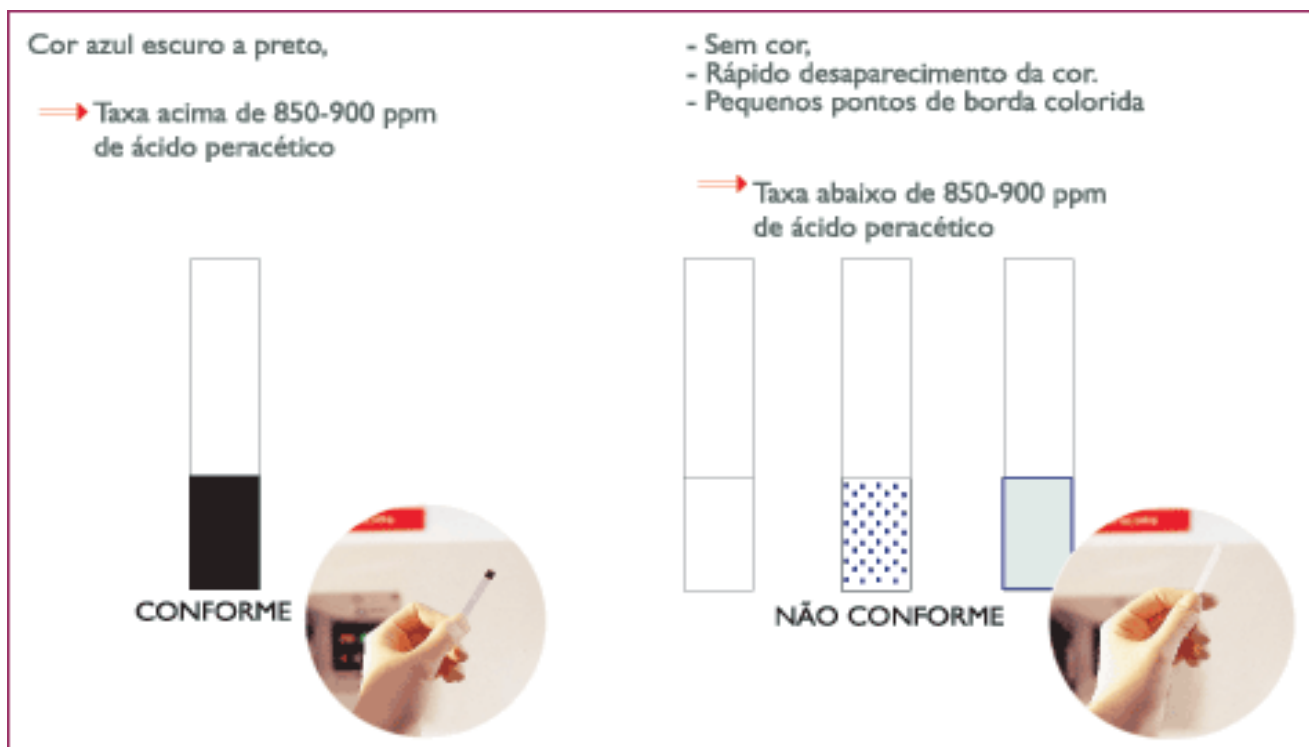 Cor azul escuro a preto,
Taxa acima de 850-900 ppm
de ácido peracético
CONFORME
- Sem cor,
- Rápido desaparecimento da cor.
- Pequenos pontos de borda colorida
Taxa abaixo de 850-900 ppm
de ácido peracético
NÃO CONFORME